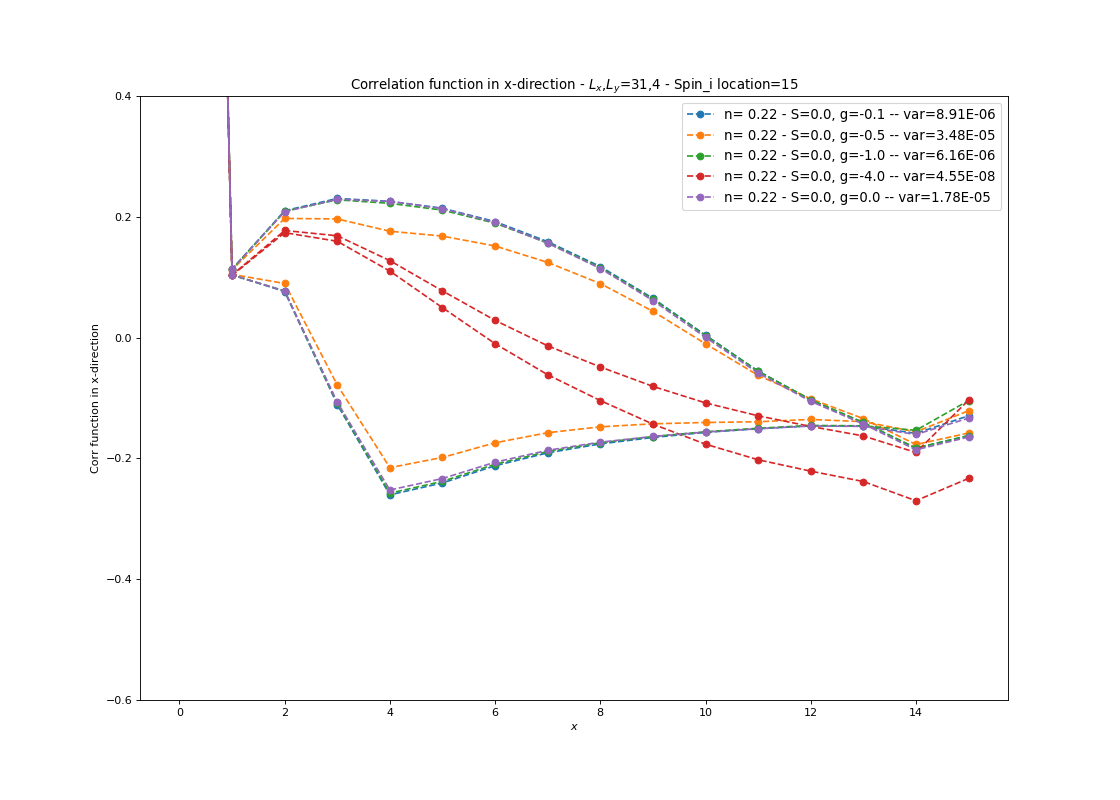 Correlation function in x-direction - Lx,Ly=31,4 - Spin_i location=15
n= 0.22 - S=0.0, g=-0.1 -- var=8.91E-06
n= 0.22 - S=0.0, g=-0.5 -- var=3.48E-05
n= 0.22 - S=0.0, g=-1.0 -- var=6.16E-06
n= 0.22 - S=0.0, g=-4.0 -- var=4.55E-08
n= 0.22 - S=0.0, g=0.0 -- var=1.78E-05
Corr function in x-direction
0.4
0.2
0.0
−0.2
−0.4
−0.6
0 2 4 6 8 10 12 14
x